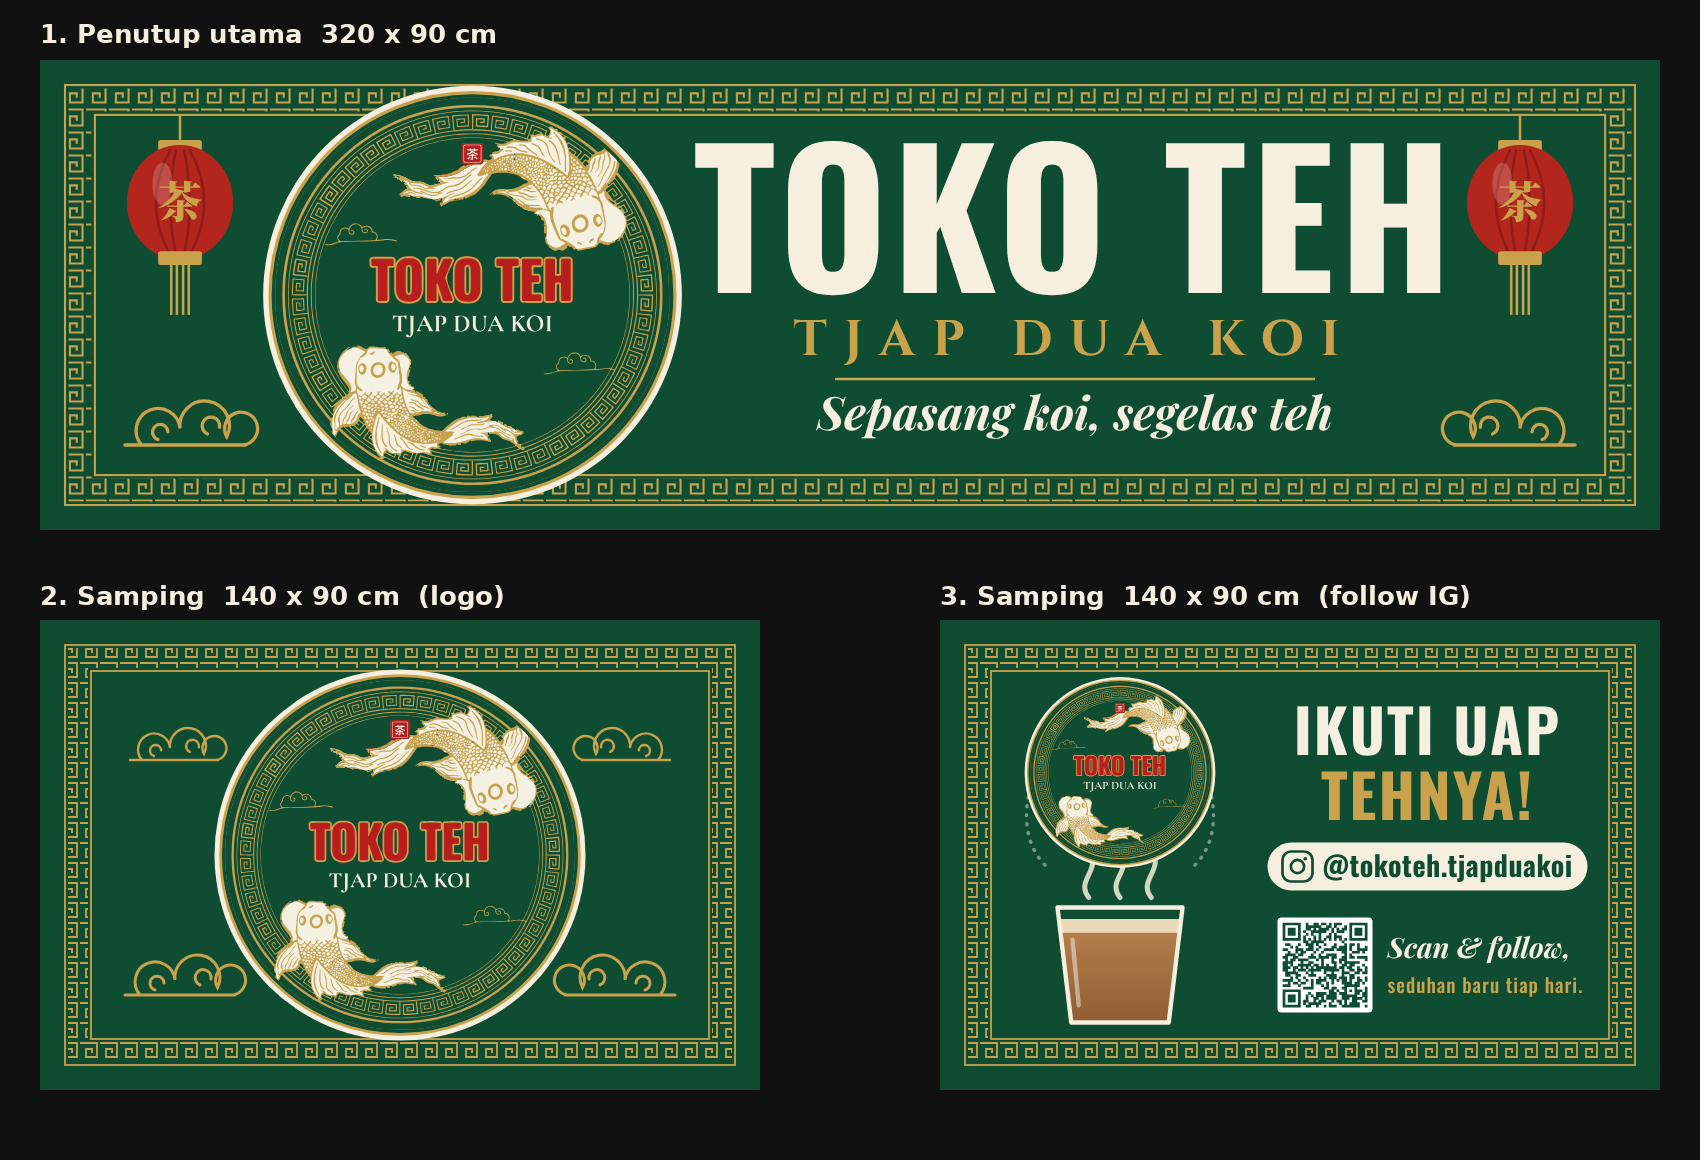 1. Penutup utama  320 x 90 cm
茶
茶
TOKO TEH
TJAP DUA KOI
TOKO TEH
TJAP DUA KOI
Sepasang koi, segelas teh
茶
2. Samping  140 x 90 cm  (logo)
茶
TOKO TEH
TJAP DUA KOI
3. Samping  140 x 90 cm  (follow IG)
茶
TOKO TEH
TJAP DUA KOI
IKUTI UAP
TEHNYA!
@tokoteh.tjapduakoi
Scan & follow,
seduhan baru tiap hari.